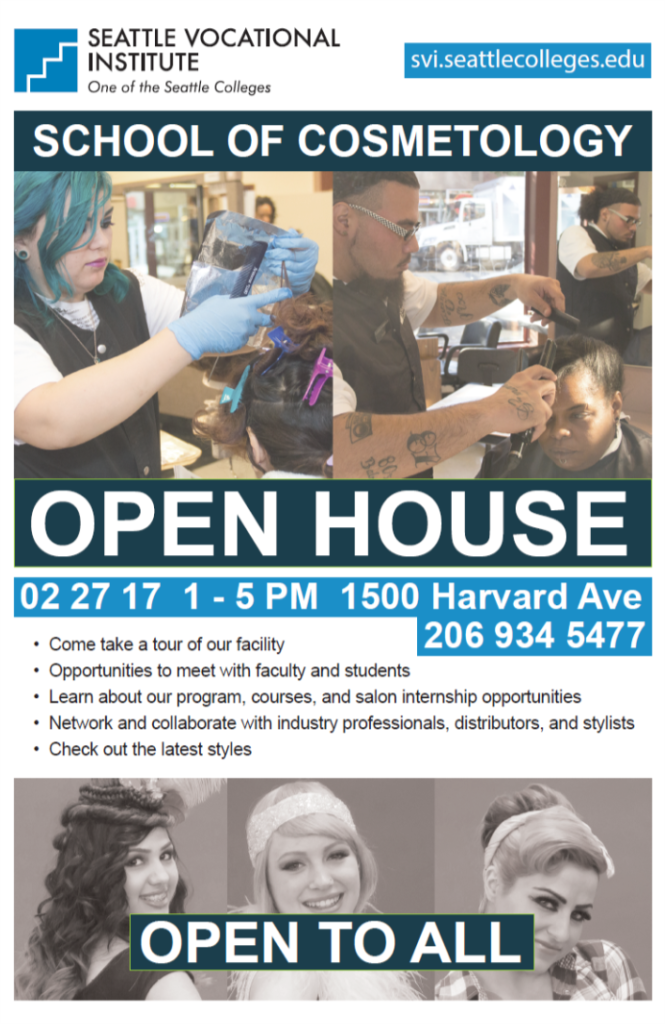 SEATTLE VOCATIONAL
INSTITUTE
One of the Seattle Colleges
svi.seattlecolleges.edu
SCHOOL OF COSMETOLOGY
OPEN HOUSE
02 27 17 1 - 5 PM 1500 Harvard Ave
206 934 5477
• Come take a tour of our facility
• Opportunities to meet with faculty and students
• Learn about our program, courses, and salon internship opportunities
• Network and collaborate with industry professionals, distributors, and stylists
• Check out the latest styles
OPEN TO ALL